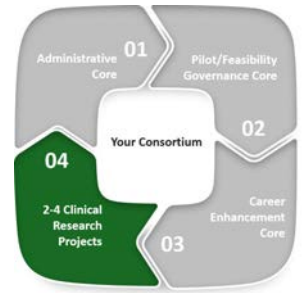 01
Administrative
Core
Pilot/Feasibility
Governance Core
02
Your Consortium
04
2-4 Clinical
Research
Projects
03
Career
Enhancement
Core